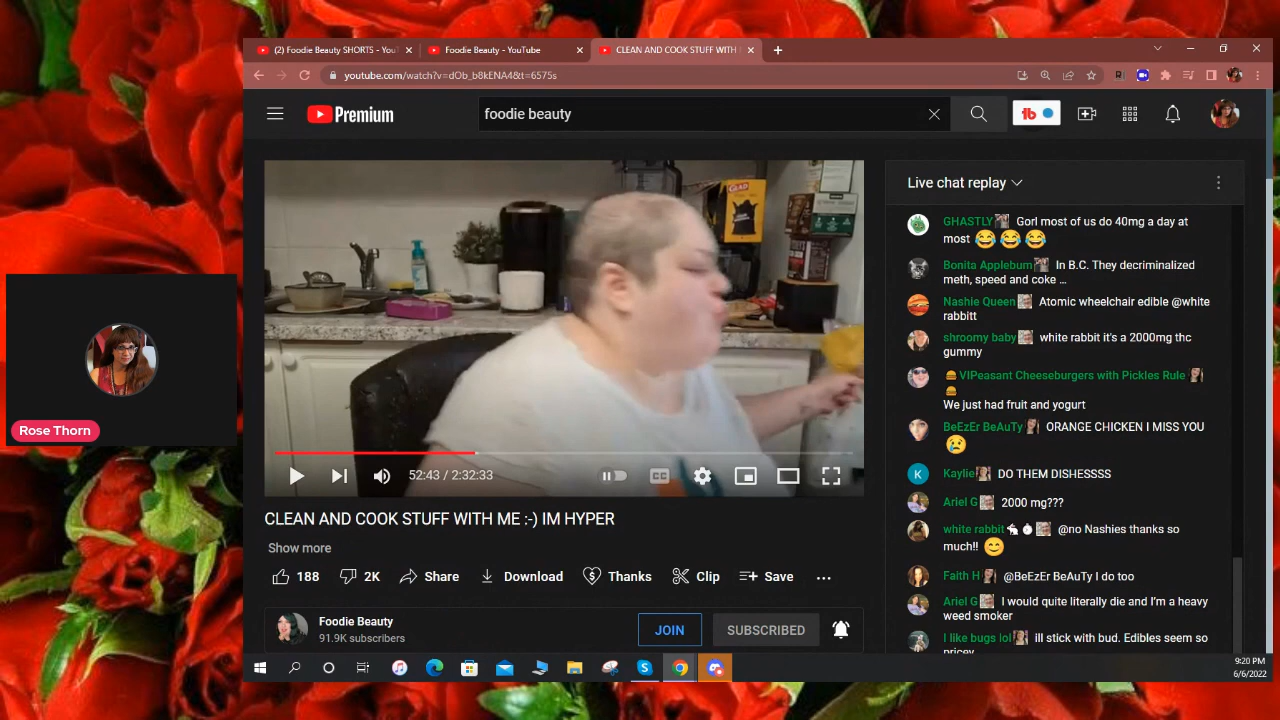 (2) Foodie Beauty SHORTS - You
Foodie Beauty - YouTube
CLEAN AND COOK STUFF WITH
youtube.com/watch?v=dOb_b8kENA4&t=6575s
Premium
foodie beauty
tb
Live chat replay
GLAD
GHASTLY Gorl most of us do 40mg a day at
most
Bonita Applebum In B.C. They decriminalized
meth, speed and coke ...
Nashie Queen Atomic wheelchair edible @white
rabbitt
shroomy baby white rabbit it's a 2000mg thc
gummy
VIPeasant Cheeseburgers with Pickles Rule
We just had fruit and yogurt
BeEzEr BeAuTy ORANGE CHICKEN I MISS YOU
K
Kaylie DO THEM DISHESSSS
Ariel G 2000 mg???
white rabbit @no Nashies thanks so
much!!
Faith H @BeEzEr BeAuTy I do too
Ariel G I would quite literally die and I'm a heavy
weed smoker
I like bugs lol ill stick with bud. Edibles seem so
pricey
Rose Thorn
52:43 / 2:32:33
CC
CLEAN AND COOK STUFF WITH ME :-) IM HYPER
Show more
188
2K
Share
Download
Thanks
Clip
Save
Foodie Beauty
91.9K subscribers
JOIN
SUBSCRIBED
9:20 PM
6/6/2022